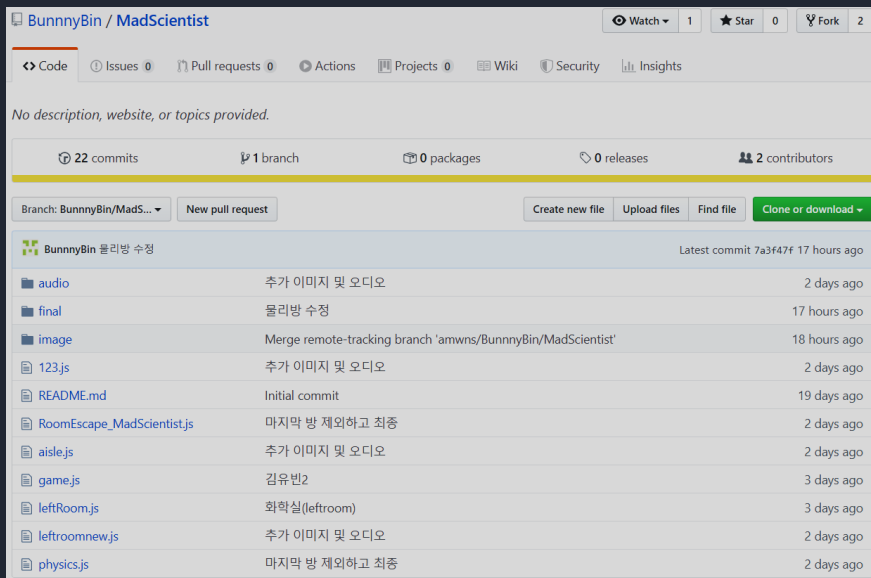 BunnnyBin / MadScientist Watch 1 Star 0 Fork 2
Code Issues 0 Pull requests 0 Actions Projects 0 Wiki Security Insights
No description, website, or topics provided.
22 commits 1 branch 0 packages 0 releases 2 contributors
Branch: BunnnyBin/MadS... New pull request Create new file Upload files Find file Clone or download
BunnnyBin 물리방 수정 Latest commit 7a3f47f 17 hours ago
audio 추가 이미지 및 오디오 2 days ago
final 물리방 수정 17 hours ago
image Merge remote-tracking branch 'amwns/BunnnyBin/MadScientist' 18 hours ago
123.js 추가 이미지 및 오디오 2 days ago
README.md Initial commit 19 days ago
RoomEscape_MadScientist.js 마지막 방 제외하고 최종 2 days ago
aisle.js 추가 이미지 및 오디오 2 days ago
game.js 김유빈2 3 days ago
leftRoom.js 화학실(leftroom) 3 days ago
leftroomnew.js 추가 이미지 및 오디오 2 days ago
physics.js 마지막 방 제외하고 최종 2 days ago